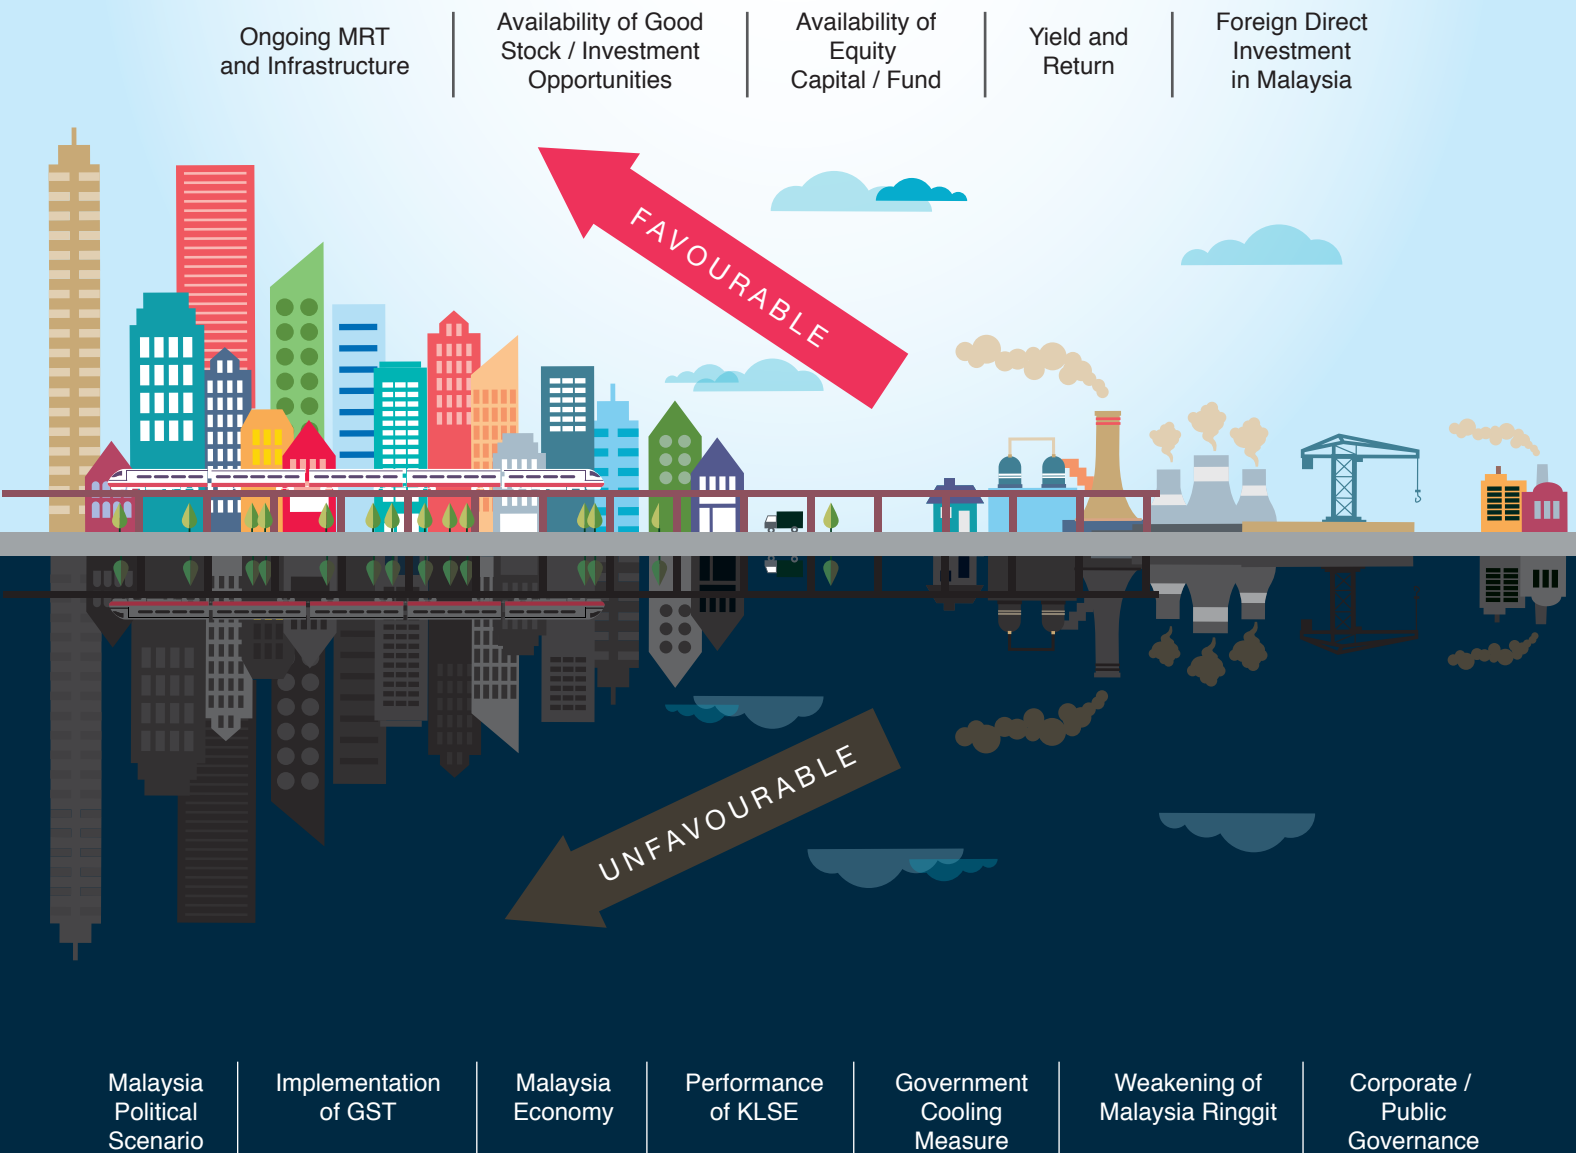 Ongoing MRT
and Infrastructure
Availability of Good
Stock / Investment
Opportunities
Availability of
Equity
Capital / Fund
Yield and
Return
Foreign Direct
Investment
in Malaysia
FAVOURABLE
UNFAVOURABLE
Malaysia
Political
Scenario
Implementation
of GST
Malaysia
Economy
Performance
of KLSE
Government
Cooling
Measure
Weakening of
Malaysia Ringgit
Corporate /
Public
Governance